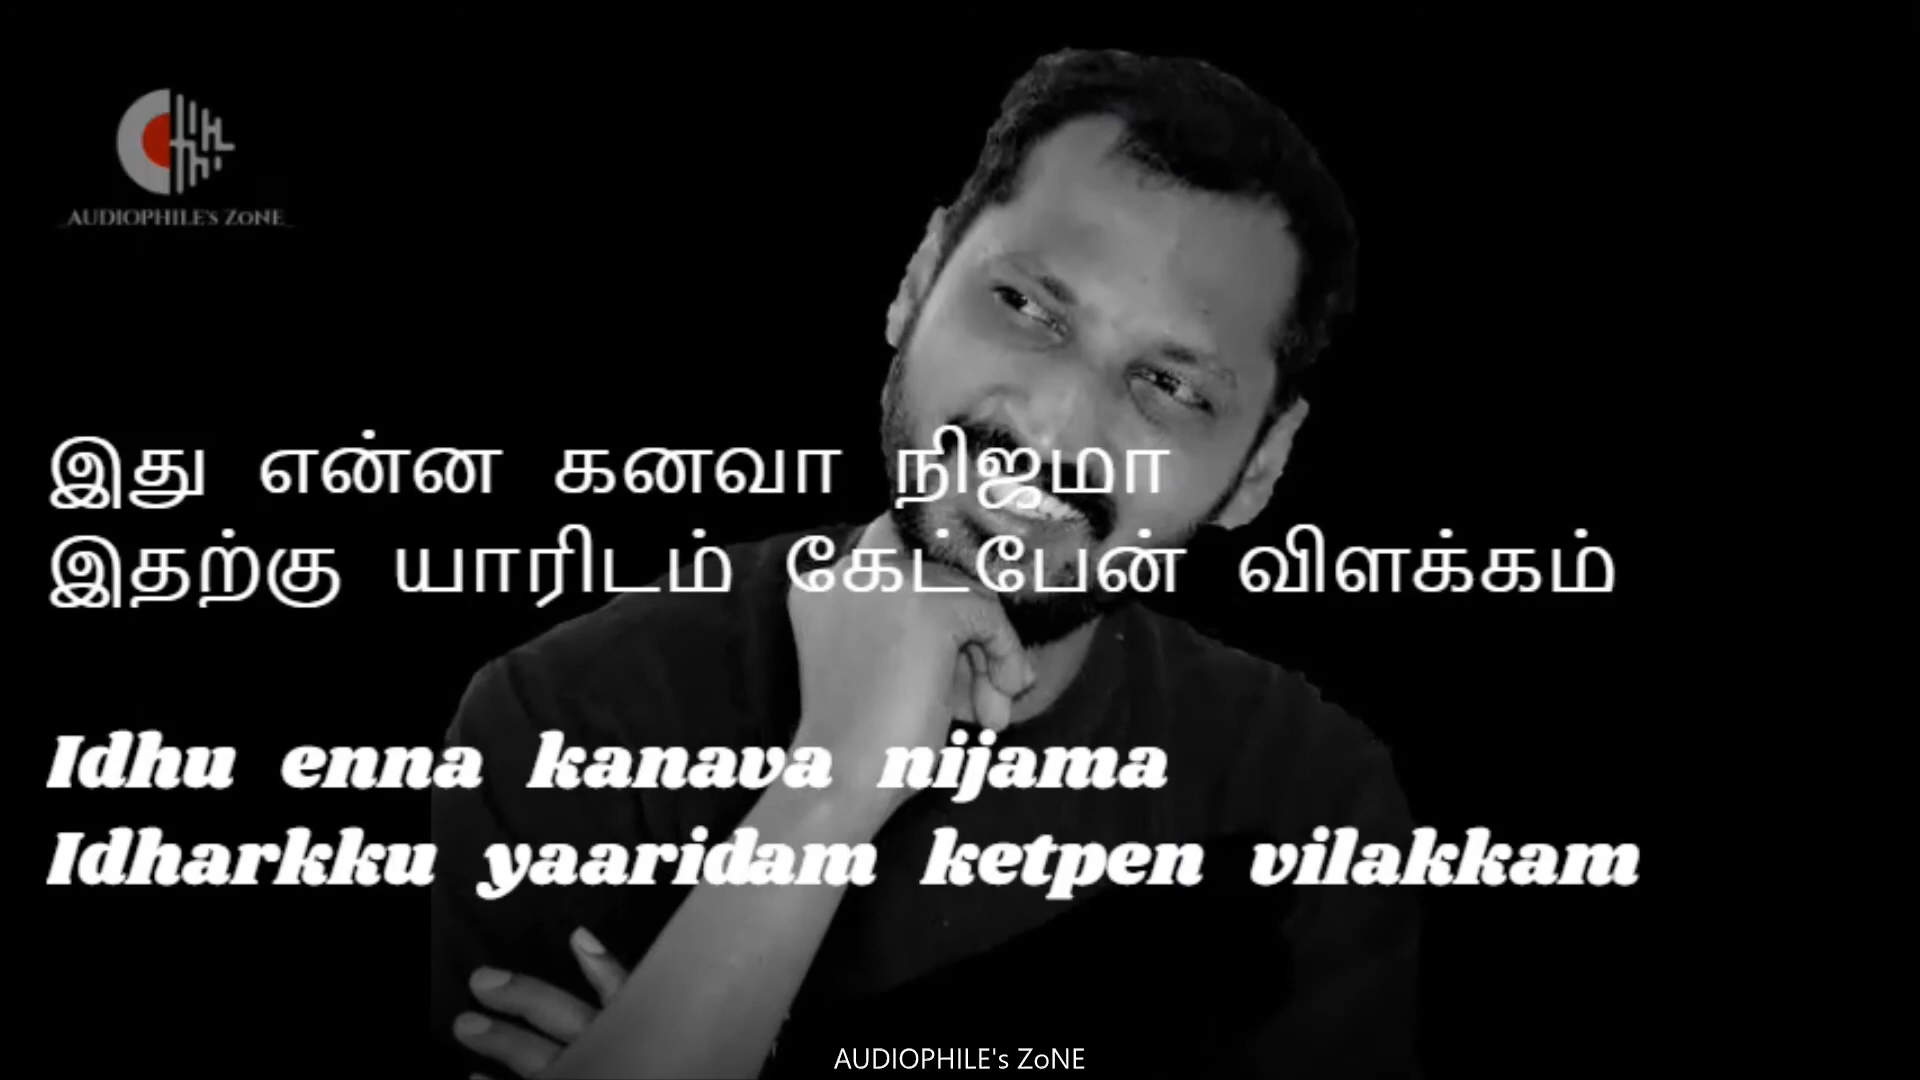 AUDIOPHILE's ZoNE
இது என்ன கனவா நிஜமா
இதற்கு யாரிடம் கேட்பேன் விளக்கம்
Idhu enna kanava nijama
Idharkku yaaridam ketpen vilakkam
AUDIOPHILE's ZoNE